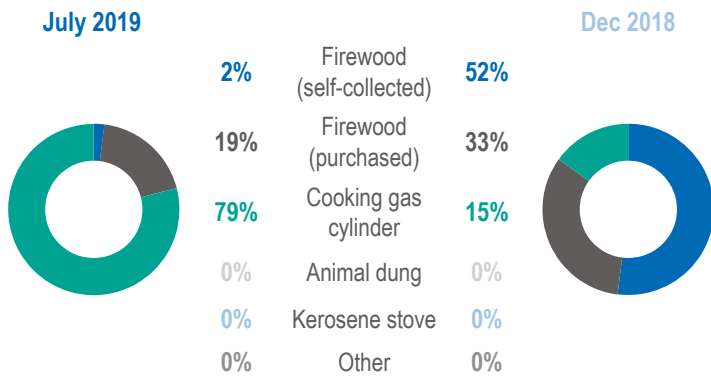 July 2019
Dec 2018
2%
Firewood
(self-collected)
52%
19%
Firewood
(purchased)
33%
79%
Cooking gas
cylinder
15%
0%
Animal dung
0%
0%
Kerosene stove
0%
0%
Other
0%